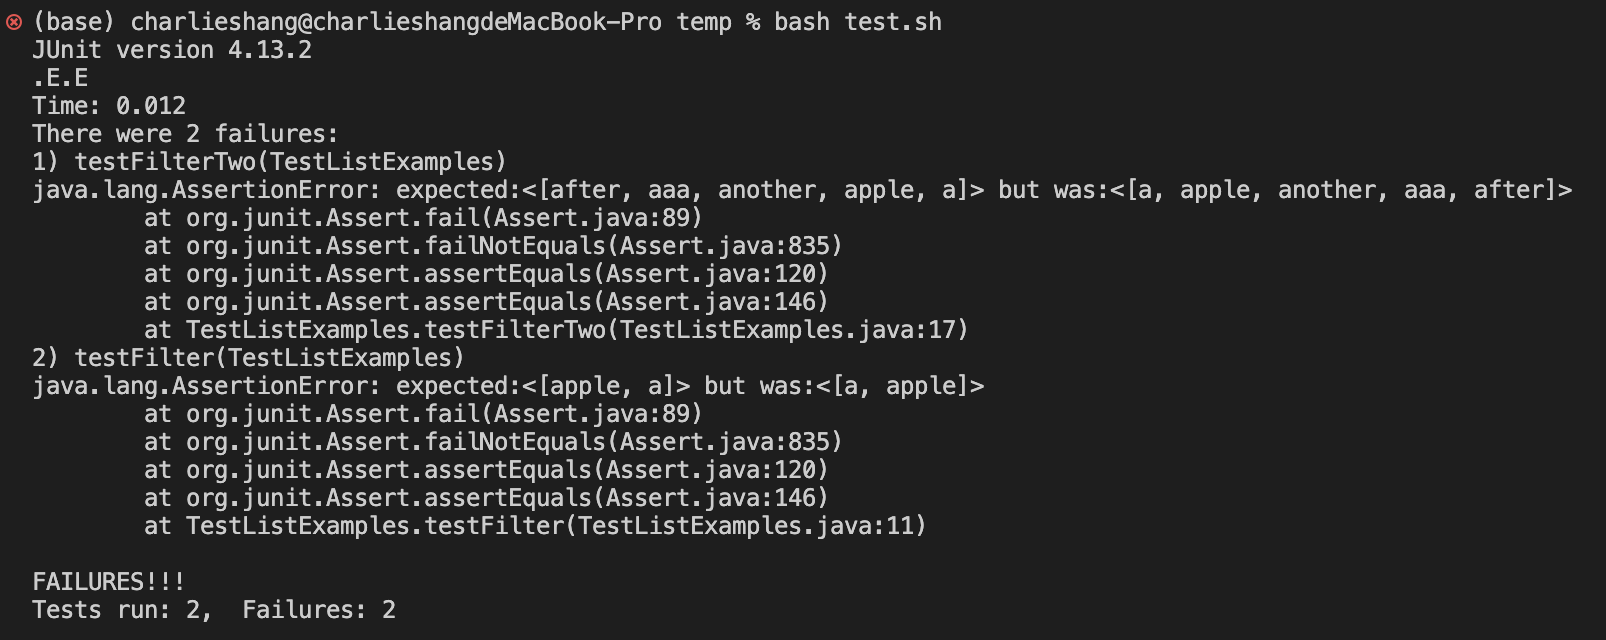 (base) charlieshang@charlieshangdeMacBook-Pro temp % bash test.sh
JUnit version 4.13.2
.E.E
Time: 0.012
There were 2 failures:
1) testFilterTwo(TestListExamples)
java.lang.AssertionError: expected:<[after, aaa, another, apple, a]> but was:<[a, apple, another, aaa, after]>
        at org.junit.Assert.fail(Assert.java:89)
        at org.junit.Assert.failNotEquals(Assert.java:835)
        at org.junit.Assert.assertEquals(Assert.java:120)
        at org.junit.Assert.assertEquals(Assert.java:146)
        at TestListExamples.testFilterTwo(TestListExamples.java:17)
2) testFilter(TestListExamples)
java.lang.AssertionError: expected:<[apple, a]> but was:<[a, apple]>
        at org.junit.Assert.fail(Assert.java:89)
        at org.junit.Assert.failNotEquals(Assert.java:835)
        at org.junit.Assert.assertEquals(Assert.java:120)
        at org.junit.Assert.assertEquals(Assert.java:146)
        at TestListExamples.testFilter(TestListExamples.java:11)

FAILURES!!!
Tests run: 2,  Failures: 2